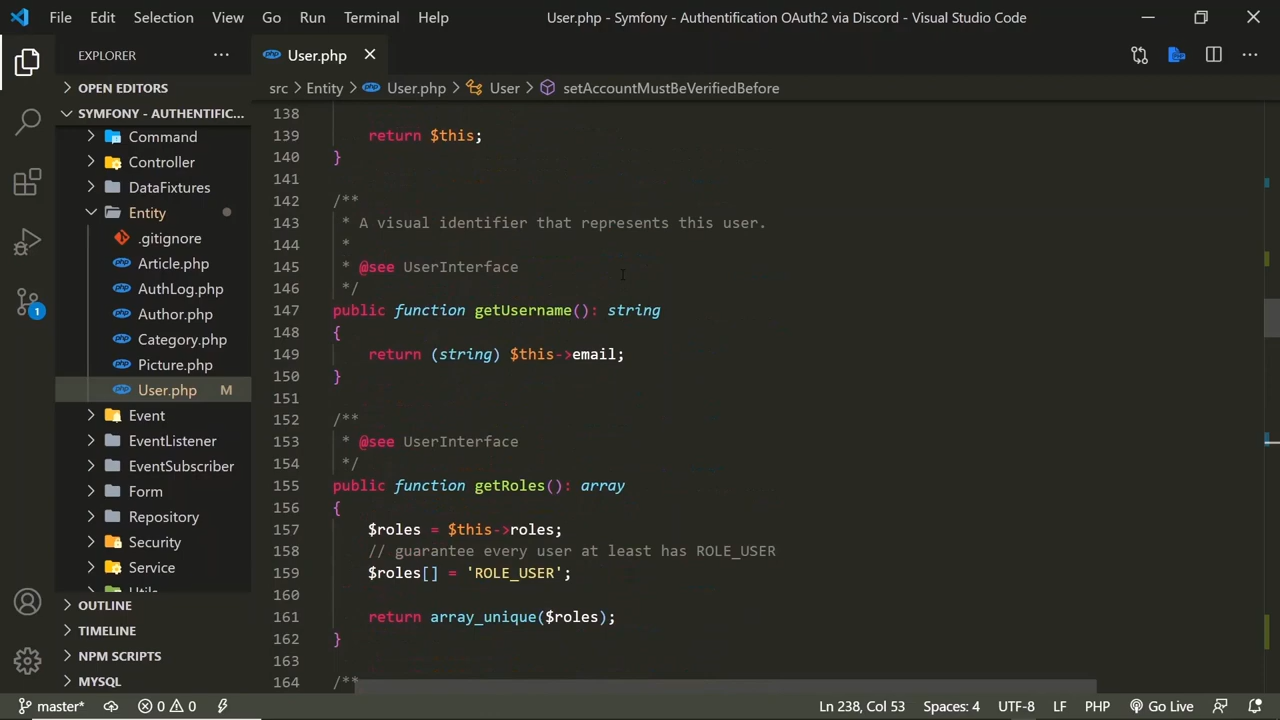 File Edit Selection View Go Run Terminal Help User.php - Symfony - Authentification OAuth2 via Discord - Visual Studio Code
EXPLORER
OPEN EDITORS
SYMFONY - AUTHENTIFIC...
Command
Controller
DataFixtures
Entity
.gitignore
Article.php
AuthLog.php
Author.php
Category.php
Picture.php
User.php M
Event
EventListener
EventSubscriber
Form
Repository
Security
Service
OUTLINE
TIMELINE
NPM SCRIPTS
MYSQL
1
php User.php
src > Entity > php User.php > User > setAccountMustBeVerifiedBefore
138
139 return $this;
140 }
141
142 /**
143 * A visual identifier that represents this user.
144 *
145 * @see UserInterface
146 */
147 public function getUsername(): string
148 {
149 return (string) $this->email;
150 }
151
152 /**
153 * @see UserInterface
154 */
155 public function getRoles(): array
156 {
157 $roles = $this->roles;
158 // guarantee every user at least has ROLE_USER
159 $roles[] = 'ROLE_USER';
160
161 return array_unique($roles);
162 }
163
164 /**
master* 0 0 Ln 238, Col 53 Spaces: 4 UTF-8 LF PHP Go Live